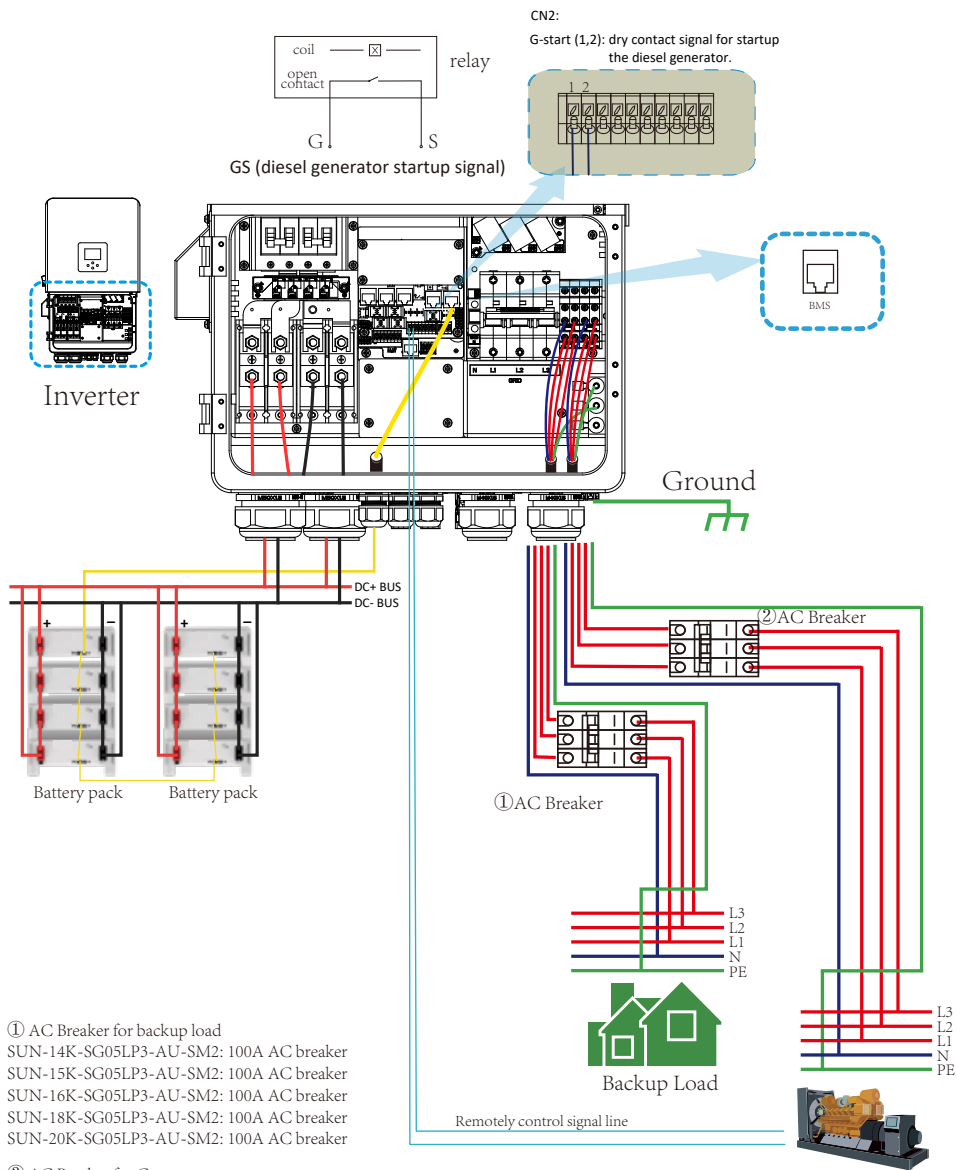 CN2:
G-start (1,2): dry contact signal for startup
the diesel generator.
coil
relay
open
contact
1 2
G S
GS (diesel generator startup signal)
BMS
Inverter
N L1 L2 L3
GRID
Ground
DC+ BUS
DC- BUS
②AC Breaker
+ −
+ −
Battery pack
Battery pack
①AC Breaker
L3
L2
L1
N
PE
L3
L2
L1
N
PE
Backup Load
① AC Breaker for backup load
SUN-14K-SG05LP3-AU-SM2: 100A AC breaker
SUN-15K-SG05LP3-AU-SM2: 100A AC breaker
SUN-16K-SG05LP3-AU-SM2: 100A AC breaker
SUN-18K-SG05LP3-AU-SM2: 100A AC breaker
SUN-20K-SG05LP3-AU-SM2: 100A AC breaker
Remotely control signal line